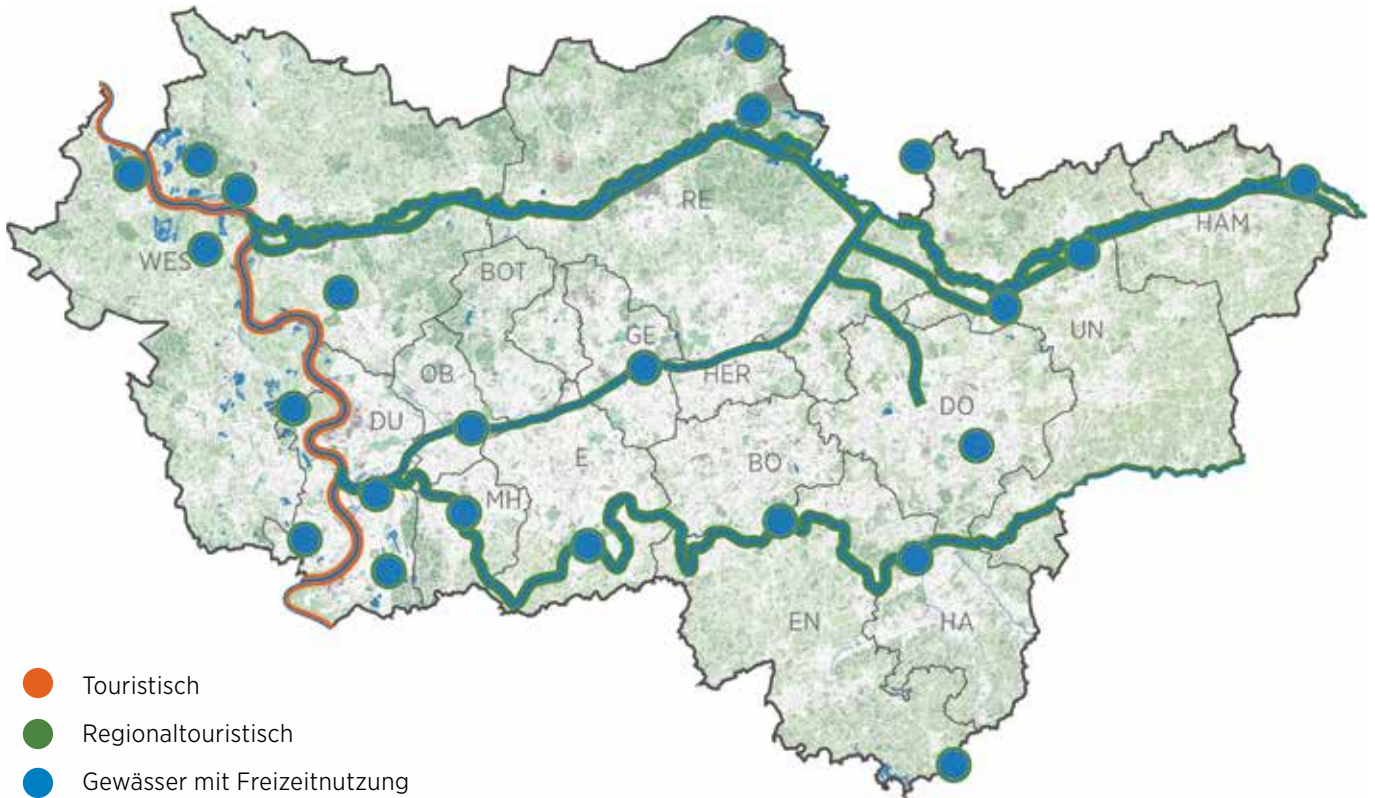 RE
HAM
WES
BOT
UN
GE
OB
HER
DU
DO
E
BO
MH
EN
HA
Touristisch
Regionaltouristisch
Gewässer mit Freizeitnutzung